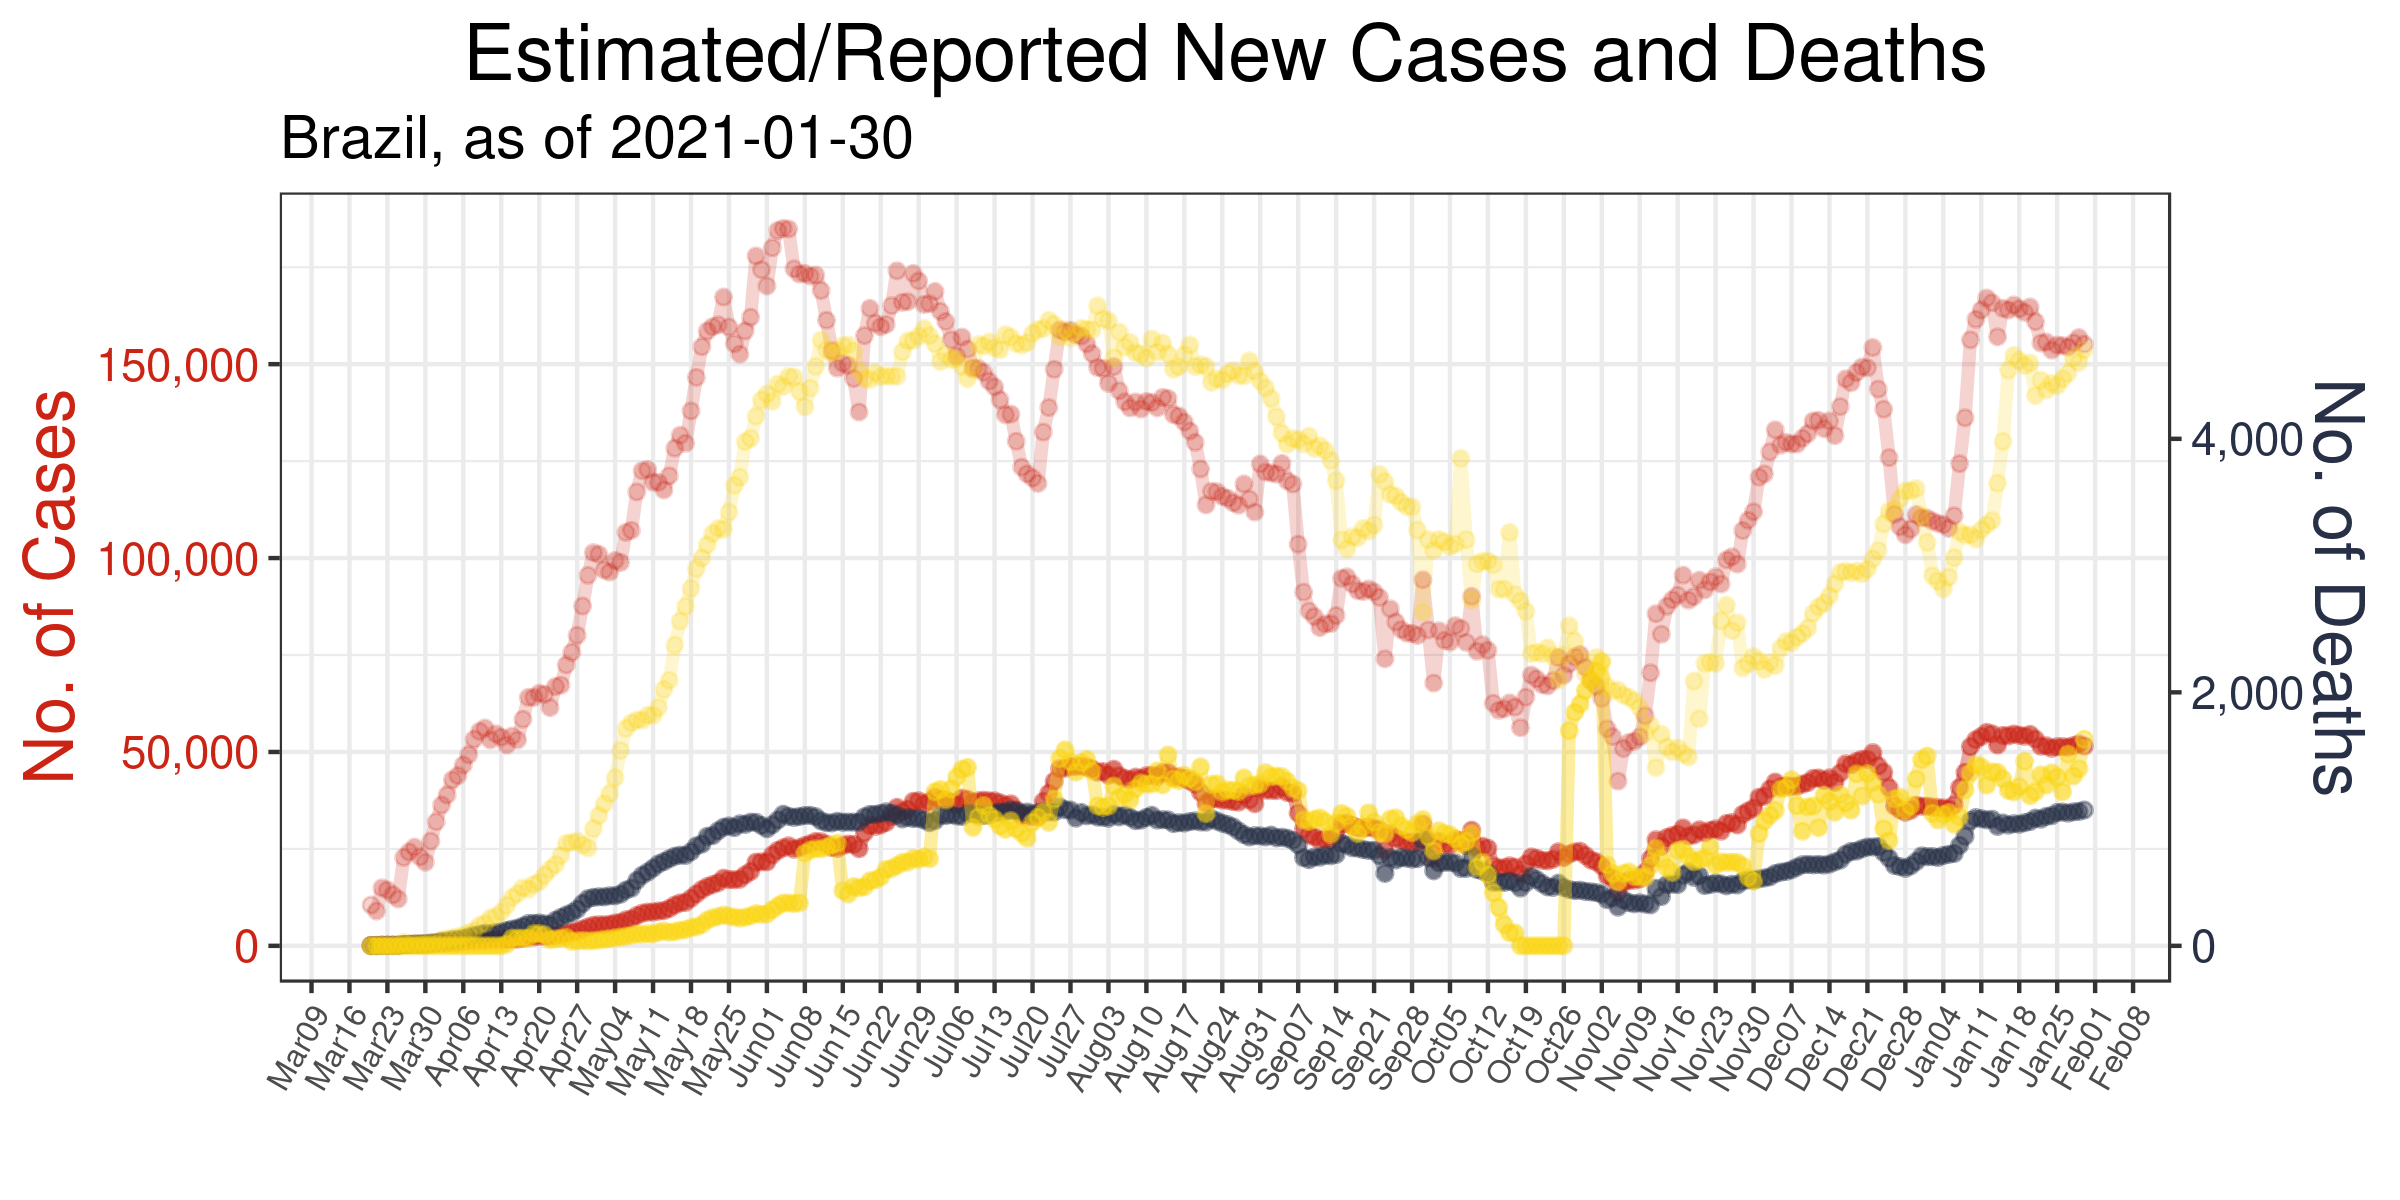 Estimated/Reported New Cases and Deaths
Brazil, as of 2021-01-30
No. of Cases
150,000
100,000
50,000
0
4,000
2,000
0
No. of Deaths
Mar09
Mar16
Mar23
Mar30
Apr06
Apr13
Apr20
Apr27
May04
May11
May18
May25
Jun01
Jun08
Jun15
Jun22
Jun29
Jul06
Jul13
Jul20
Jul27
Aug03
Aug10
Aug17
Aug24
Aug31
Sep07
Sep14
Sep21
Sep28
Oct05
Oct12
Oct19
Oct26
Nov02
Nov09
Nov16
Nov23
Nov30
Dec07
Dec14
Dec21
Dec28
Jan04
Jan11
Jan18
Jan25
Feb01
Feb08